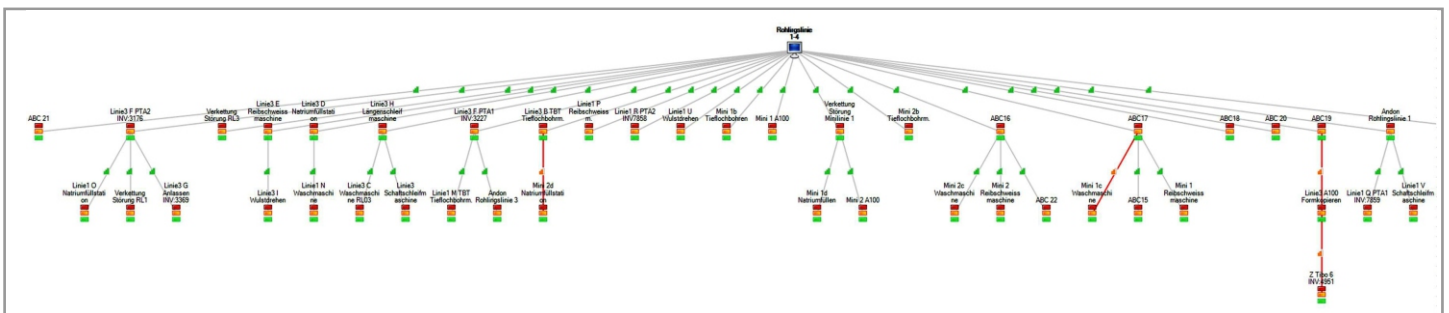 Rohlingslinie
1-4
ABC 21
Linie3 F PTA2
INV:3176
Verkettung
Störung RL3
Linie3 E
Reibschweiss
maschine
Linie3 D
Natriumfüllstati
on
Linie3 H
Längenschleif
maschine
Linie3 F PTA1
INV:3227
Linie3 B TBT
Tieflochbohrm.
Linie1 P
Reibschweiss
m.
Linie1 R PTA2
INV7858
Linie1 U
Wulstdrehen
Mini 1b
Tieflochbohren
Mini 1 A100
Verkettung
Störung
Minilinie 1
Mini 2b
Tieflochbohrm.
ABC16
ABC17
ABC18
ABC 20
ABC19
Andon
Rohlingslinie.1
Linie1 O
Natriumfüllstati
on
Verkettung
Störung RL1
Linie3 G
Anlassen
INV:3369
Linie3 I
Wulstdrehen
Linie1 N
Waschmaschi
ne
Linie3 C
Waschmaschi
ne RL03
Linie3
Schaftschleifm
aschine
Linie1 M TBT
Tieflochbohrm.
Andon
Rohlingslinie 3
Mini 2d
Natriumfüllstati
on
Mini 1d
Natriumfüllen
Mini 2 A100
Mini 2c
Waschmaschi
ne
Mini 2
Reibschweiss
maschine
ABC 22
Mini 1c
Waschmaschi
ne
ABC15
Mini 1
Reibschweiss
maschine
Linie3 A100
Formkopieren
Linie1 Q PTA1
INV:7859
Linie1 V
Schaftschleifm
aschine
Z Tipo 6
INV:4951